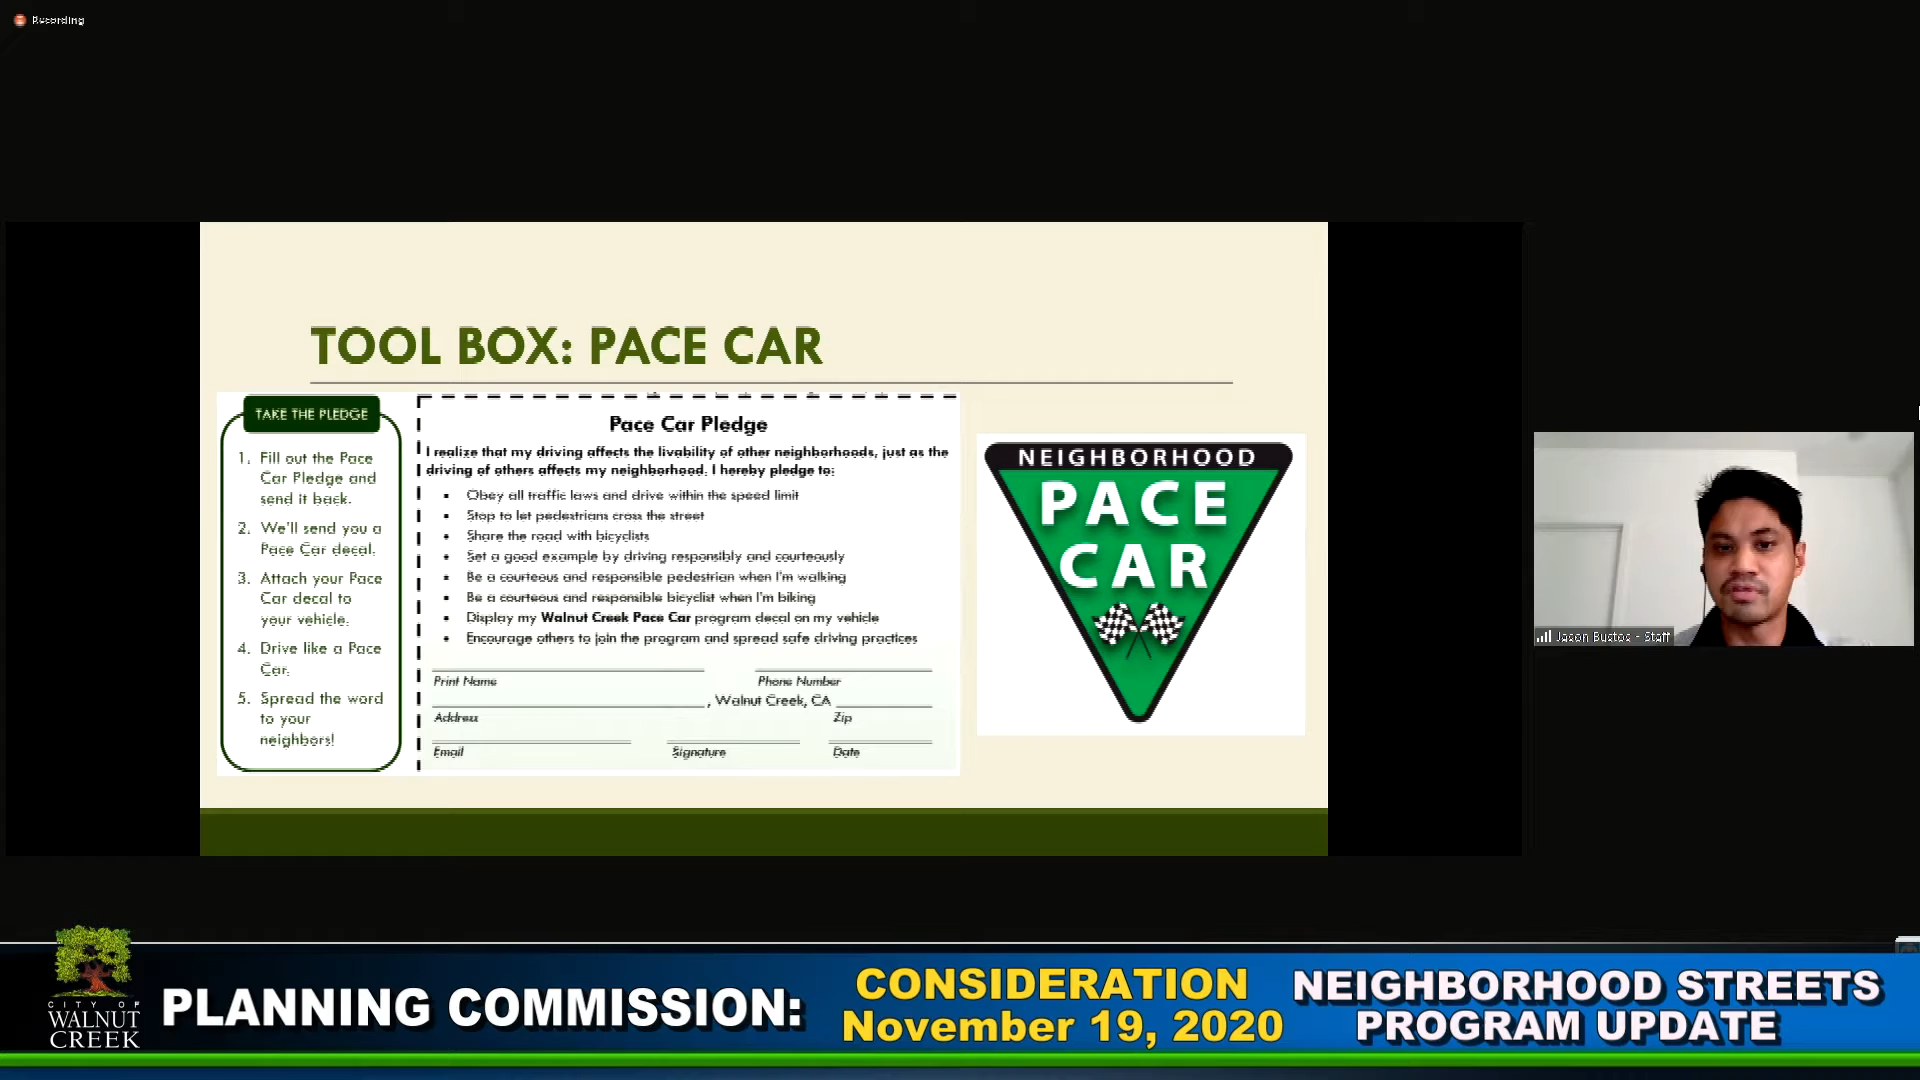 Recording
TOOL BOX: PACE CAR
TAKE THE PLEDGE
1. Fill out the Pace
Car Pledge and
send it back.
2. We'll send you a
Pace Car decal.
3. Attach your Pace
Car decal to
your vehicle.
4. Drive like a Pace
Car.
5. Spread the word
to your
neighbors!
Pace Car Pledge
I realize that my driving affects the livability of other neighborhoods, just as the
driving of others affects my neighborhood. I hereby pledge to:
• Obey all traffic laws and drive within the speed limit
• Stop to let pedestrians cross the street
• Share the road with bicyclists
• Set a good example by driving responsibly and courteously
• Be a courteous and responsible pedestrian when I'm walking
• Be a courteous and responsible bicyclist when I'm biking
• Display my Walnut Creek Pace Car program decal on my vehicle
• Encourage others to join the program and spread safe driving practices
Print Name Phone Number
, Walnut Creek, CA
Address Zip
Email Signature Date
NEIGHBORHOOD
PACE
CAR
Jason Bustos - Staff
CITY OF
WALNUT
CREEK
PLANNING COMMISSION:
CONSIDERATION
November 19, 2020
NEIGHBORHOOD STREETS
PROGRAM UPDATE